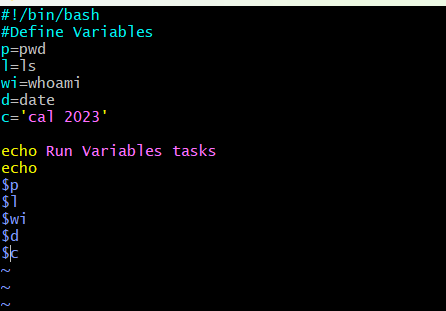 #!/bin/bash
#Define Variables
p=pwd
l=ls
wi=whoami
d=date
c='cal 2023'

echo Run Variables tasks
echo
$p
$l
$wi
$d
$c
~
~
~